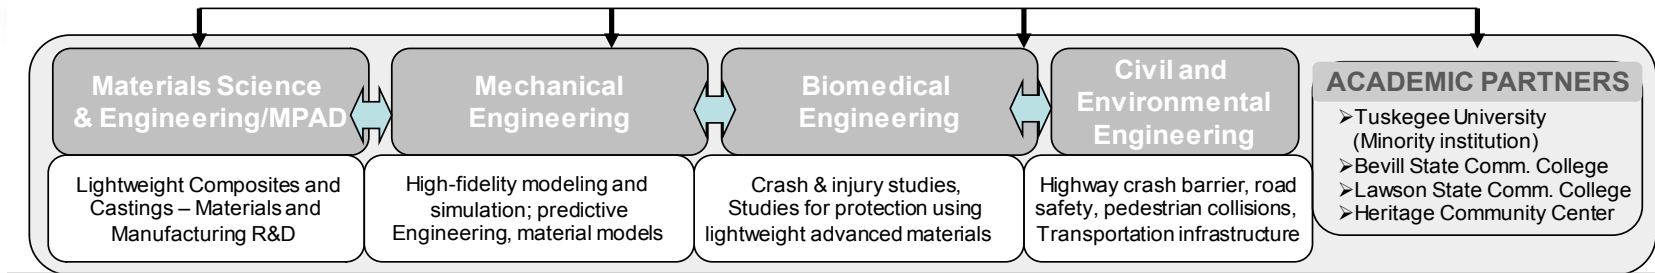 Materials Science
& Engineering/MPAD
Lightweight Composites and
Castings – Materials and
Manufacturing R&D
Mechanical
Engineering
High-fidelity modeling and
simulation; predictive
Engineering, material models
Biomedical
Engineering
Crash & injury studies,
Studies for protection using
lightweight advanced materials
Civil and
Environmental
Engineering
Highway crash barrier, road
safety, pedestrian collisions,
Transportation infrastructure
ACADEMIC PARTNERS
➢Tuskegee University
(Minority institution)
➢Bevill State Comm. College
➢Lawson State Comm. College
➢Heritage Community Center